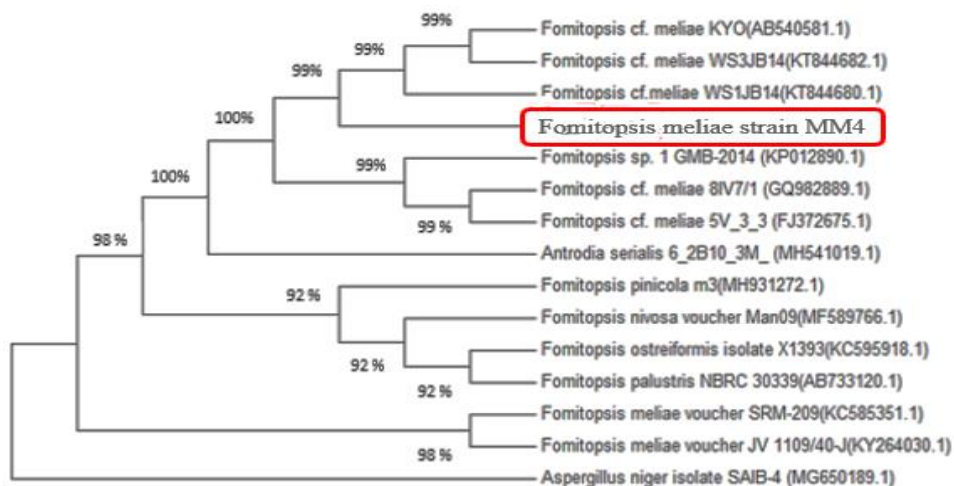 99%
Fomitopsis cf. meliae KYO(AB540581.1)
99%
Fomitopsis cf. meliae WS3JB14(KT844682.1)
99%
Fomitopsis cf.meliae WS1JB14(KT844680.1)
100%
Fomitopsis meliae strain MM4
99%
Fomitopsis sp. 1 GMB-2014 (KP012890.1)
100%
Fomitopsis cf. meliae 8IV7/1 (GQ982889.1)
99 %
Fomitopsis cf. meliae 5V_3_3 (FJ372675.1)
98 %
Antrodia serialis 6_2B10_3M_ (MH541019.1)
92 %
Fomitopsis pinicola m3(MH931272.1)
Fomitopsis nivosa voucher Man09(MF589766.1)
92 %
Fomitopsis ostreiformis isolate X1393(KC595918.1)
92 %
Fomitopsis palustris NBRC 30339(AB733120.1)
Fomitopsis meliae voucher SRM-209(KC585351.1)
98 %
Fomitopsis meliae voucher JV 1109/40-J(KY264030.1)
Aspergillus niger isolate SAIB-4 (MG650189.1)